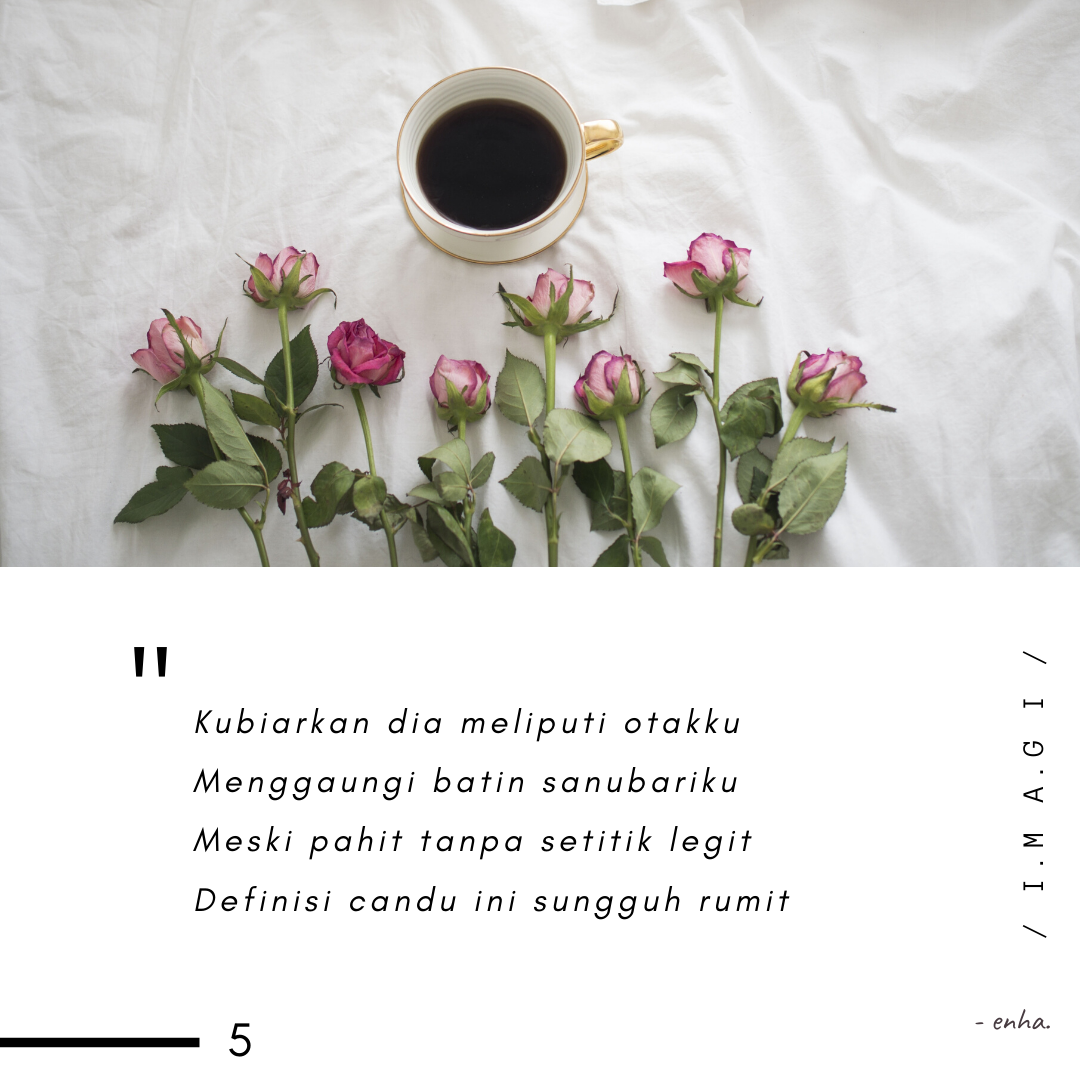 "
Kubiarkan dia meliputi otakku
Menggaungi batin sanubariku
Meski pahit tanpa setitik legit
Definisi candu ini sungguh rumit
/ I.M A.G I /
- enha.
5